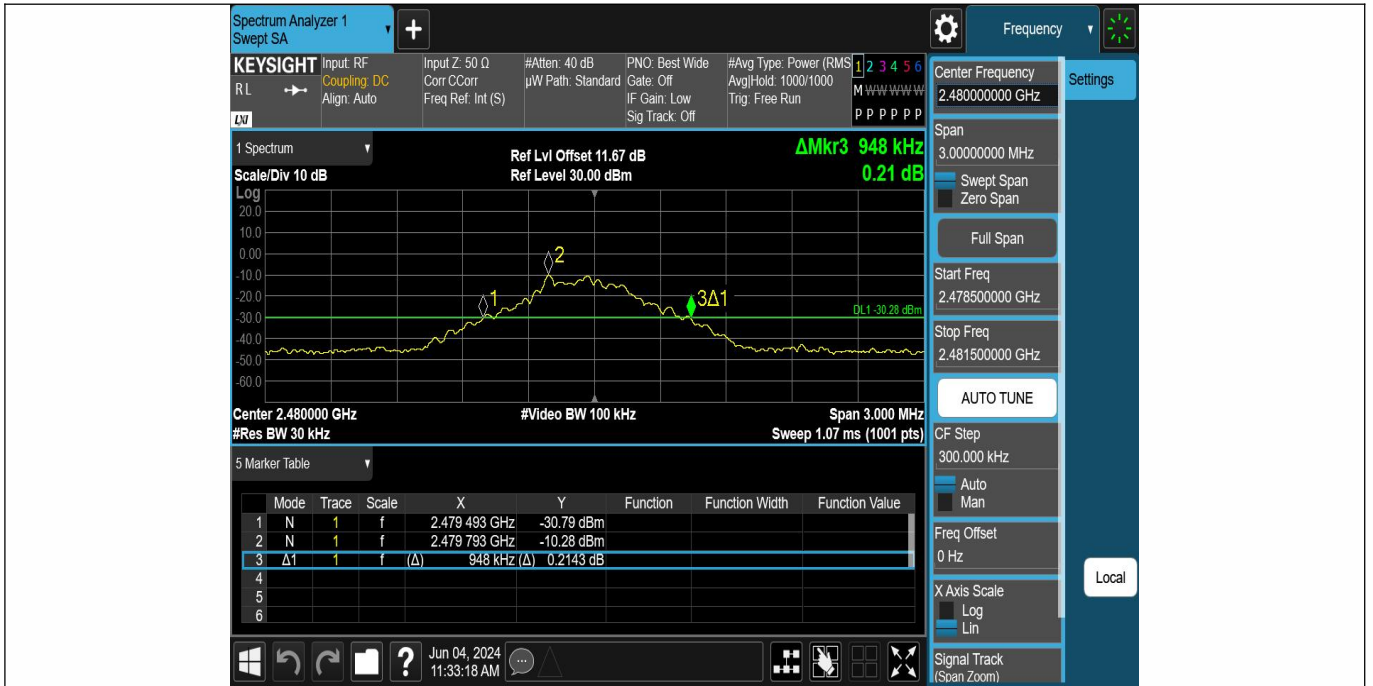 Spectrum Analyzer 1
Swept SA
+
Frequency
KEYSIGHT
RL
LXI
Input: RF
Coupling: DC
Align: Auto
Input Z: 50 Ω
Corr CCorr
Freq Ref: Int (S)
#Atten: 40 dB
µW Path: Standard
PNO: Best Wide
Gate: Off
IF Gain: Low
Sig Track: Off
#Avg Type: Power (RMS
Avg|Hold: 1000/1000
Trig: Free Run
1 2 3 4 5 6
M W W W W W
P P P P P P
1 Spectrum
Scale/Div 10 dB
Ref Lvl Offset 11.67 dB
Ref Level 30.00 dBm
ΔMkr3 948 kHz
0.21 dB
Log
20.0
10.0
0.00
-10.0
-20.0
-30.0
-40.0
-50.0
-60.0
1
2
3Δ1
DL1 -30.28 dBm
Center 2.480000 GHz
#Video BW 100 kHz
Span 3.000 MHz
#Res BW 30 kHz
Sweep 1.07 ms (1001 pts)
5 Marker Table
Mode Trace Scale X Y Function Function Width Function Value
1 N 1 f 2.479 493 GHz -30.79 dBm
2 N 1 f 2.479 793 GHz -10.28 dBm
3 Δ1 1 f (Δ) 948 kHz (Δ) 0.2143 dB
4
5
6
?
Jun 04, 2024
11:33:18 AM
Center Frequency
2.480000000 GHz
Settings
Span
3.00000000 MHz
Swept Span
Zero Span
Full Span
Start Freq
2.478500000 GHz
Stop Freq
2.481500000 GHz
AUTO TUNE
CF Step
300.000 kHz
Auto
Man
Freq Offset
0 Hz
Local
X Axis Scale
Log
Lin
Signal Track
(Span Zoom)